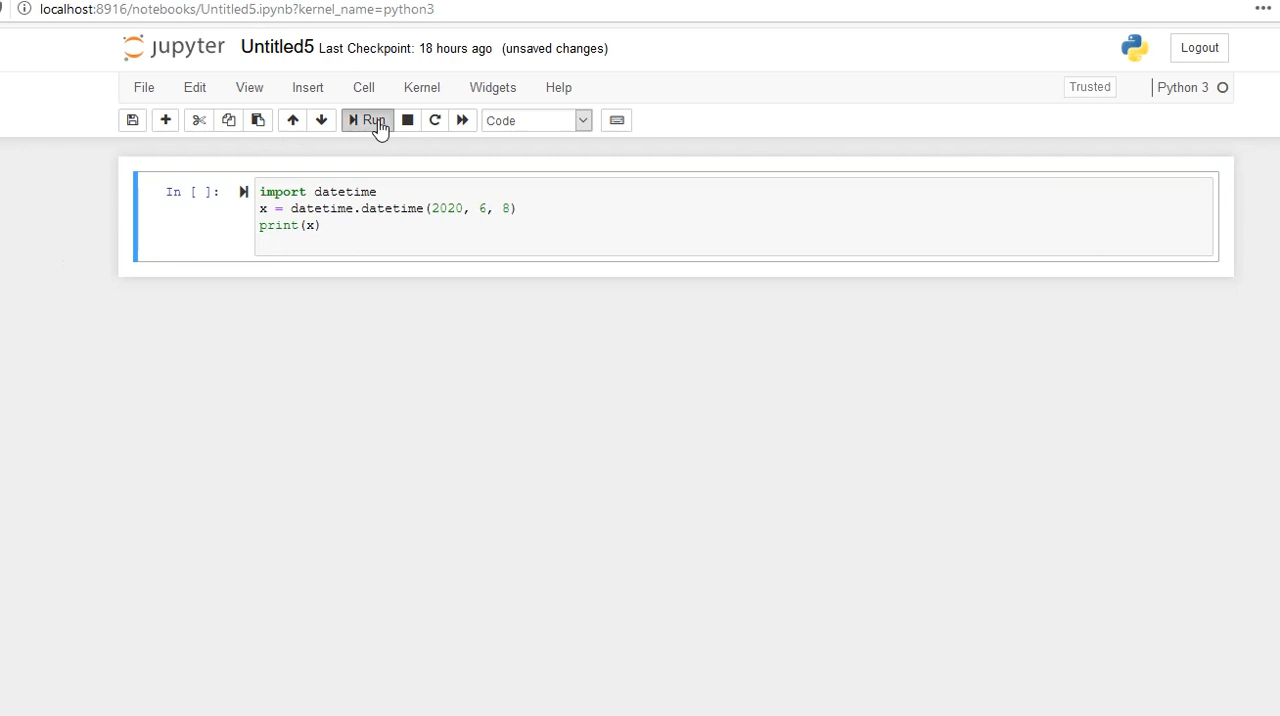 localhost:8916/notebooks/Untitled5.ipynb?kernel_name=python3
jupyter Untitled5 Last Checkpoint: 18 hours ago (unsaved changes)
Logout
File Edit View Insert Cell Kernel Widgets Help
Trusted
Python 3
Run
Code
In [ ]:
import datetime
x = datetime.datetime(2020, 6, 8)
print(x)